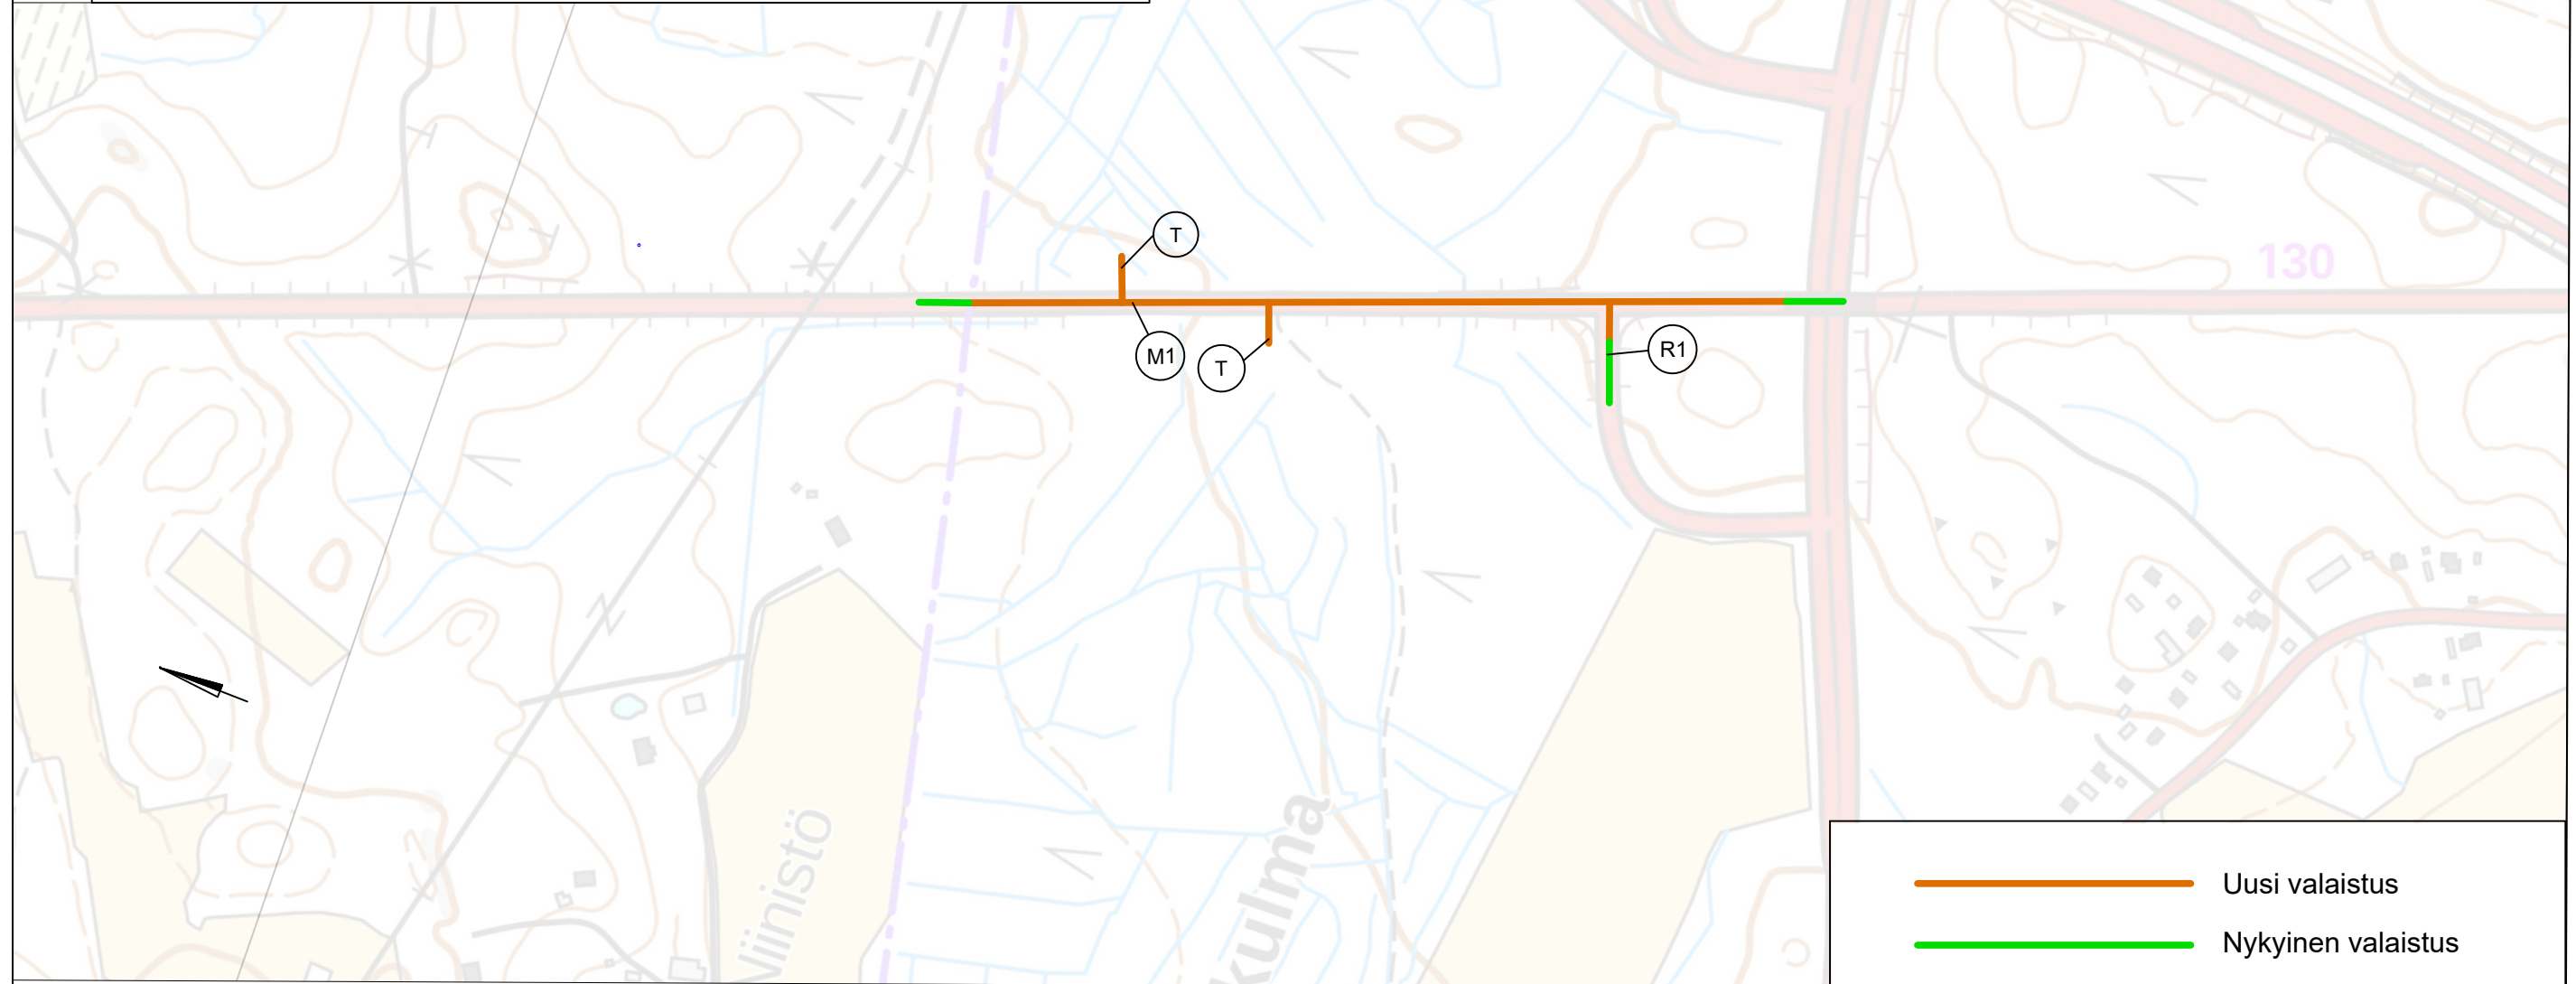 T
130
M1
T
R1
Viinistö
kulma
Uusi valaistus
Nykyinen valaistus